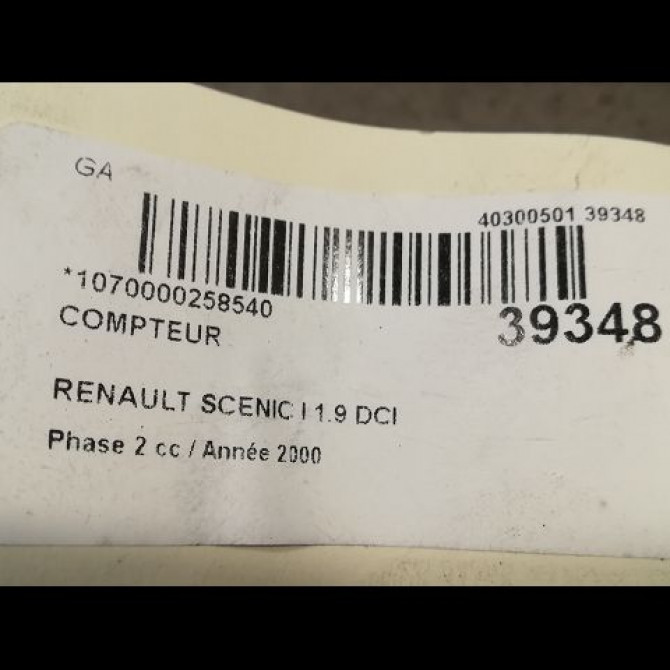 GA
40300501 39348
*1070000258540
39348
COMPTEUR
RENAULT SCENIC I 1.9 DCI
Phase 2 cc / Année 2000